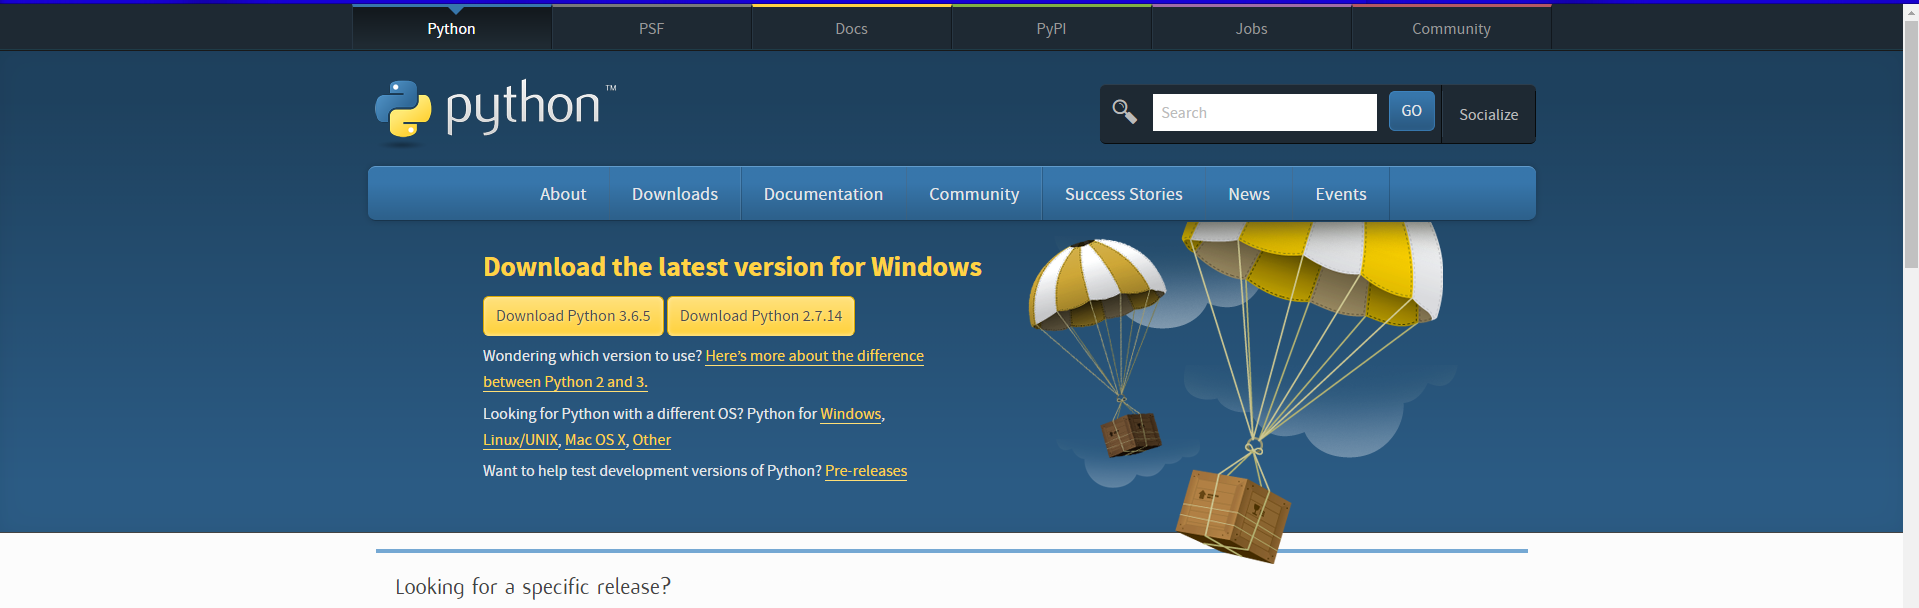 Python PSF Docs PyPI Jobs Community
python™
Search GO Socialize
About Downloads Documentation Community Success Stories News Events
Download the latest version for Windows
Download Python 3.6.5 Download Python 2.7.14
Wondering which version to use? Here's more about the difference
between Python 2 and 3.
Looking for Python with a different OS? Python for Windows,
Linux/UNIX, Mac OS X, Other
Want to help test development versions of Python? Pre-releases
Looking for a specific release?